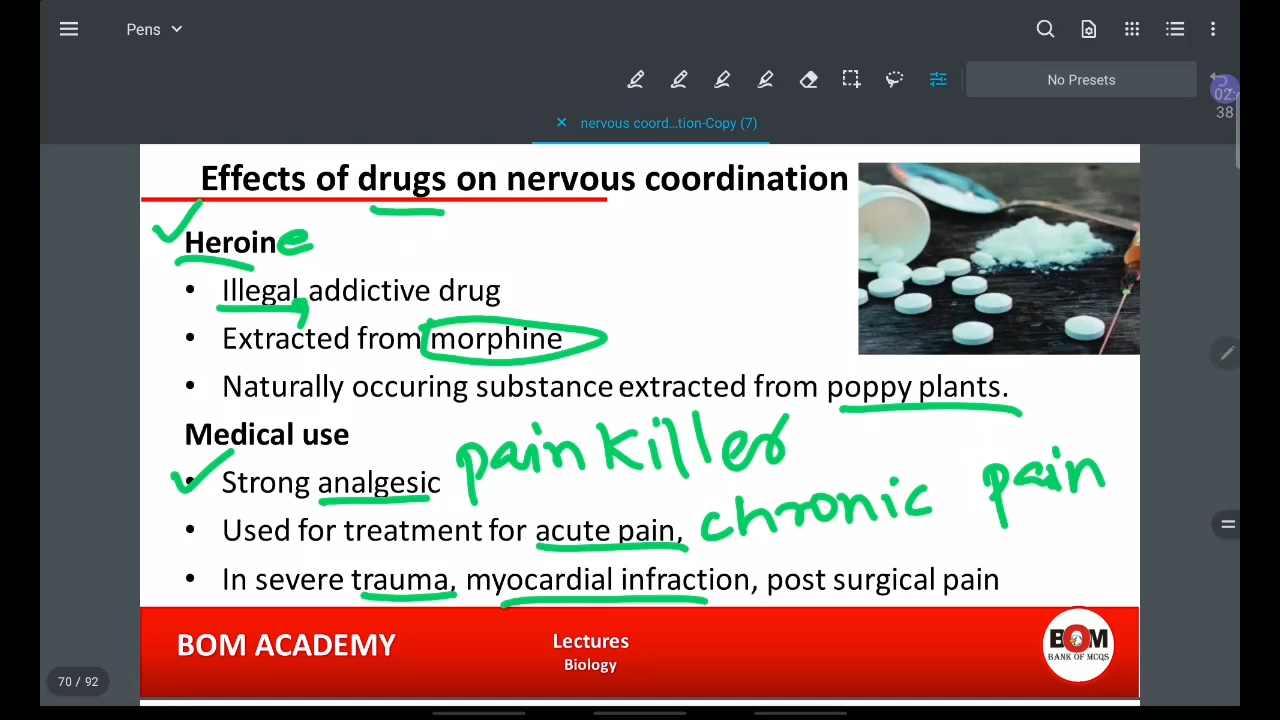 Pens
No Presets
02:
38
nervous coord...tion-Copy (7)
Effects of drugs on nervous coordination
Heroine
• Illegal addictive drug
• Extracted from morphine
• Naturally occuring substance extracted from poppy plants.
Medical use
pain killer
• Strong analgesic
chronic pain
• Used for treatment for acute pain,
• In severe trauma, myocardial infraction, post surgical pain
BOM ACADEMY
Lectures
Biology
BOM
BANK OF MCQS
70 / 92